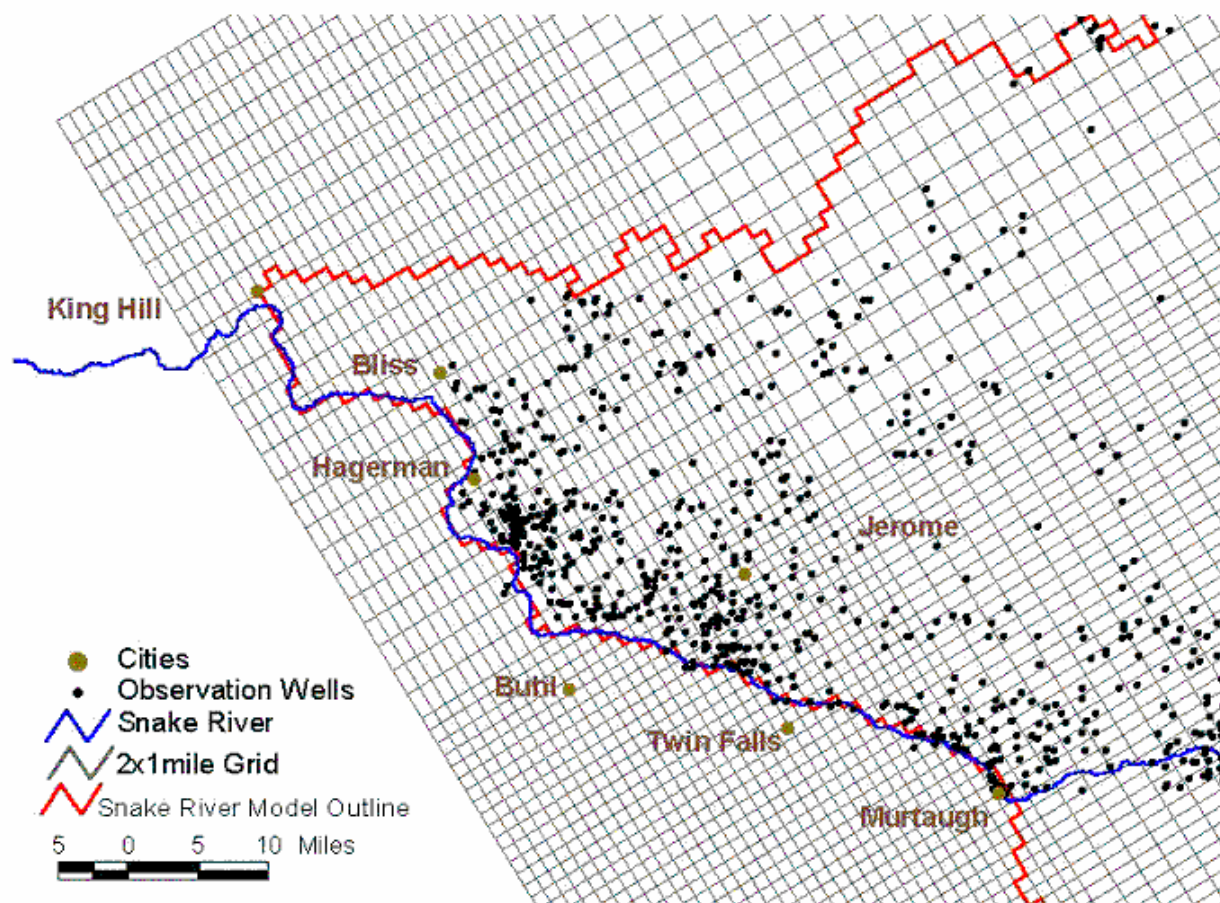 King Hill
Bliss
Hagerman
Jerome
Buhl
Twin Falls
Murtaugh
Cities
Observation Wells
Snake River
2x1mile Grid
Snake River Model Outline
5 0 5 10 Miles